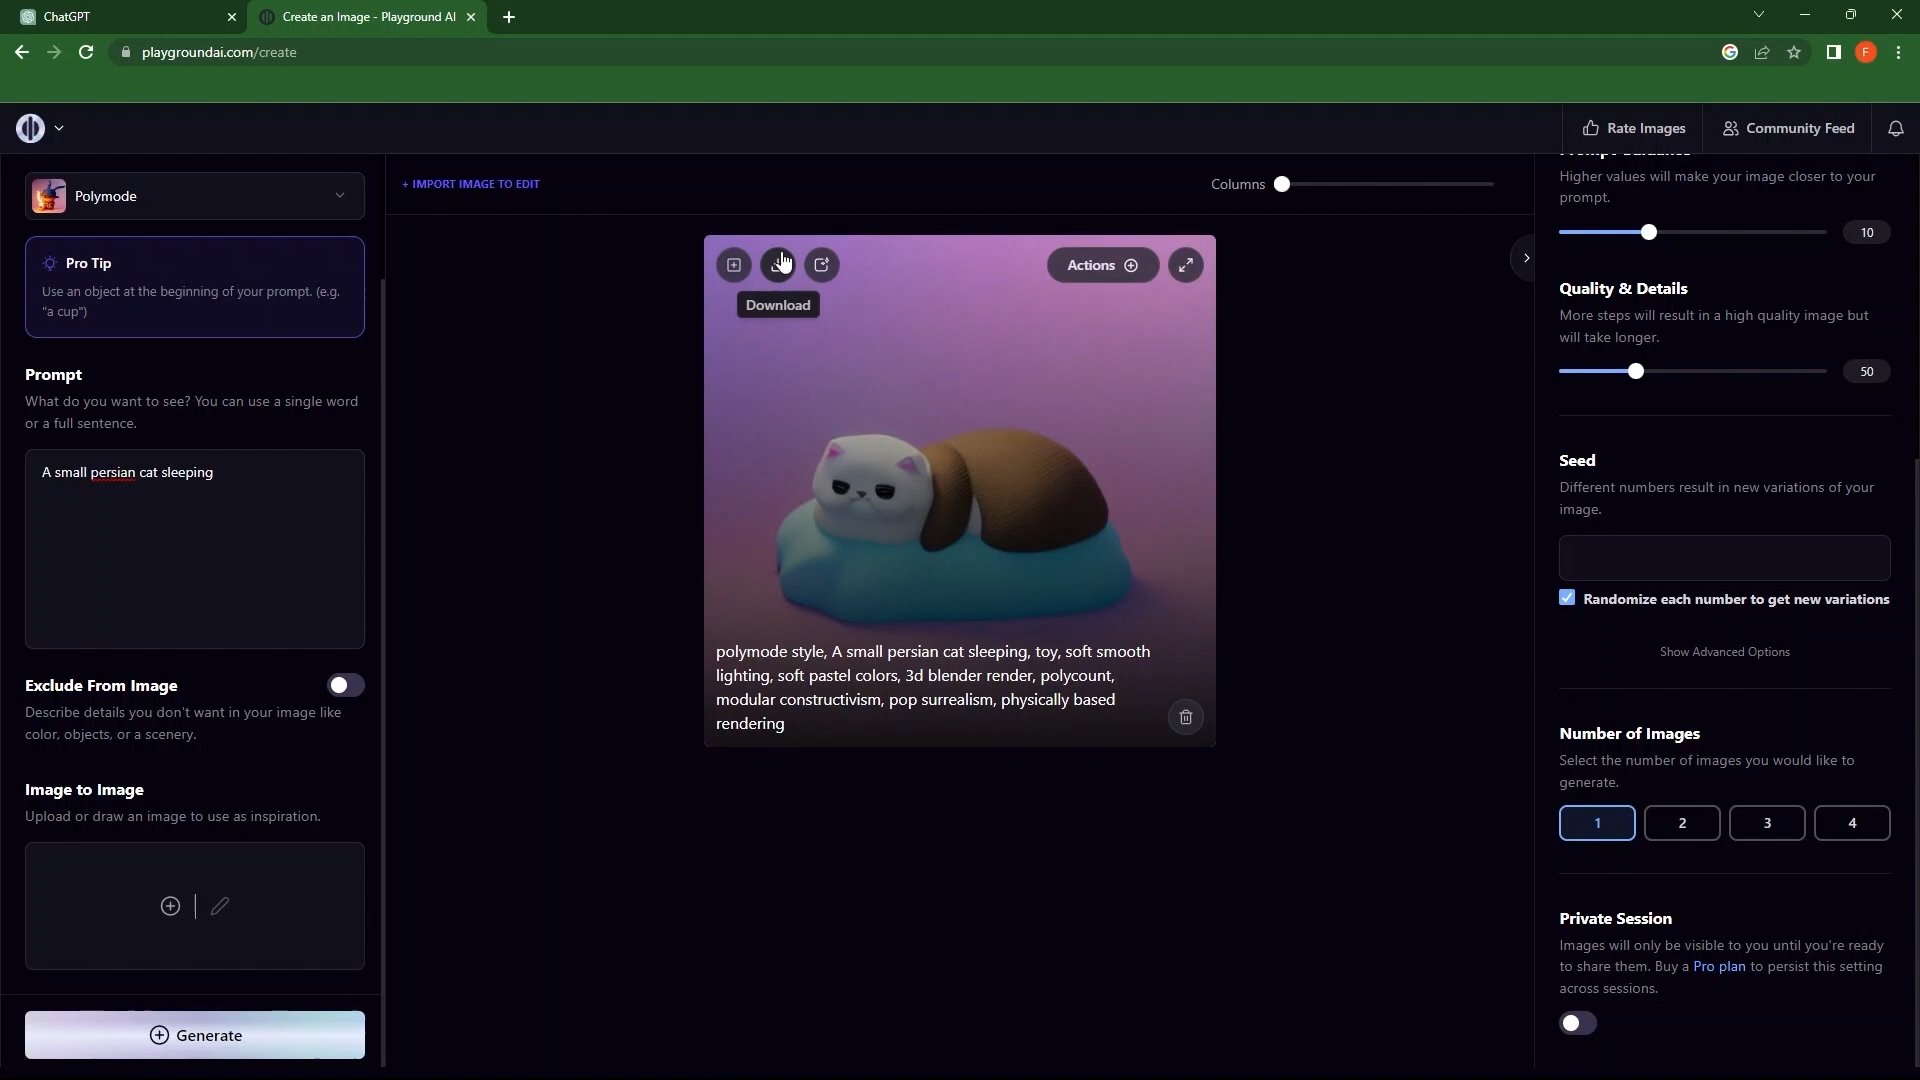 ChatGPT
Create an Image - Playground AI
playgroundai.com/create
F
Rate Images
Community Feed
Polymode
Pro Tip
Use an object at the beginning of your prompt. (e.g.
"a cup")
Prompt
What do you want to see? You can use a single word
or a full sentence.
A small persian cat sleeping
Exclude From Image
Describe details you don't want in your image like
color, objects, or a scenery.
Image to Image
Upload or draw an image to use as inspiration.
Generate
+ IMPORT IMAGE TO EDIT
Columns
Actions
Download
polymode style, A small persian cat sleeping, toy, soft smooth
lighting, soft pastel colors, 3d blender render, polycount,
modular constructivism, pop surrealism, physically based
rendering
Higher values will make your image closer to your
prompt.
10
Quality & Details
More steps will result in a high quality image but
will take longer.
50
Seed
Different numbers result in new variations of your
image.
Randomize each number to get new variations
Show Advanced Options
Number of Images
Select the number of images you would like to
generate.
1
2
3
4
Private Session
Images will only be visible to you until you're ready
to share them. Buy a Pro plan to persist this setting
across sessions.